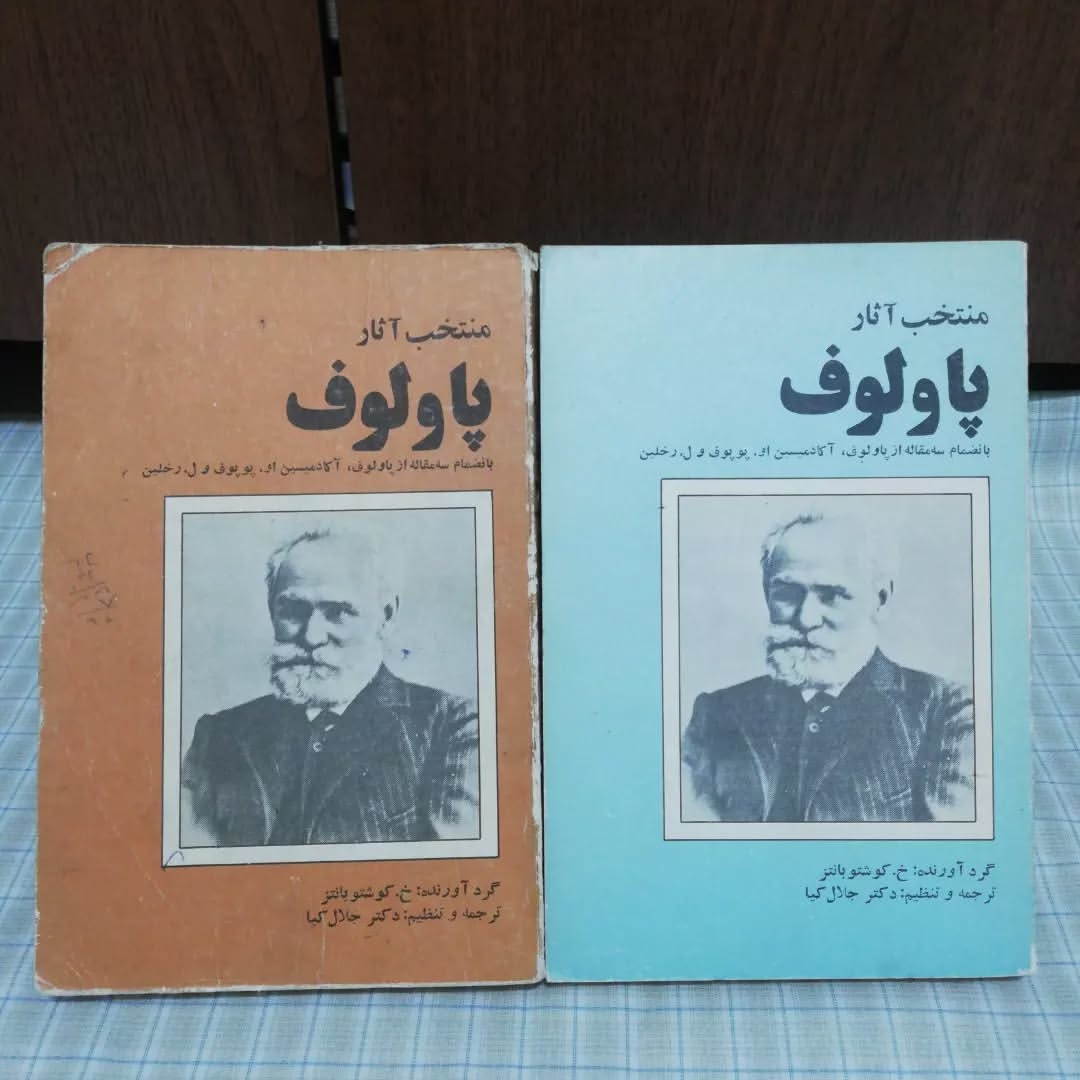 منتخب آثار
پاولوف
بانضمام سه مقاله از پاولوف، آکادمیسین او. پوپوف و ل. رخلین
گرد آورنده: خ. کوشتویانتز
ترجمه و تنظیم: دکتر جلال کیا
منتخب آثار
پاولوف
بانضمام سه مقاله از پاولوف، آکادمیسین او. پوپوف و ل. رخلین
گرد آورنده: خ. کوشتویانتز
ترجمه و تنظیم: دکتر جلال کیا